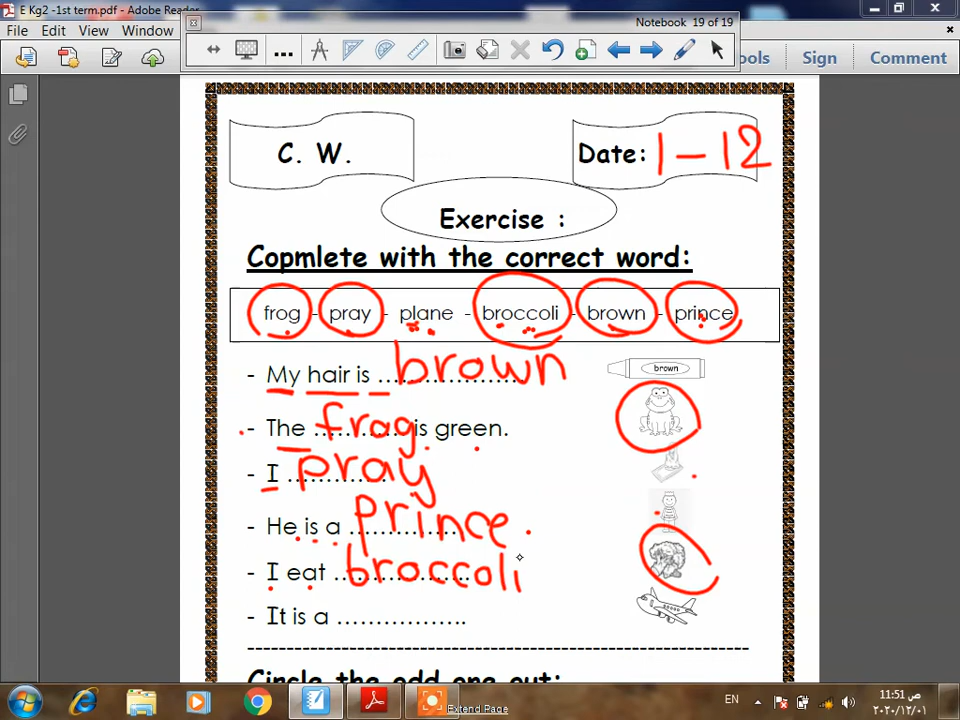 E Kg2 -1st term.pdf - Adobe Reader
Notebook 19 of 19
File Edit View Window
ools Sign Comment
C. W.
Date: 1 - 12
Exercise :
Copmlete with the correct word:
frog - pray - plane - broccoli - brown - prince
- My hair is .................. brown
brown
- The ............ frog is green.
- I ............. pray
- He is a ............... prince
- I eat .................. broccoli
- It is a .................
Circle the odd one out:
EN
11:51 ص
٢٠٢٠/١٢/٠١
Extend Page